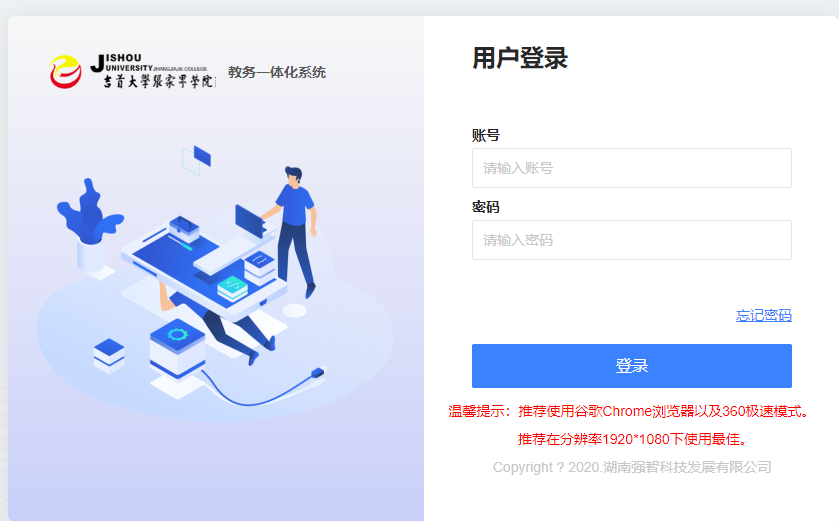 JISHOU
UNIVERSITY ZHANGJIAJIE COLLEGE
吉首大學張家界學院
教务一体化系统
用户登录
账号
请输入账号
密码
请输入密码
忘记密码
登录
温馨提示：推荐使用谷歌Chrome浏览器以及360极速模式。
推荐在分辨率1920*1080下使用最佳。
Copyright ? 2020.湖南强智科技发展有限公司